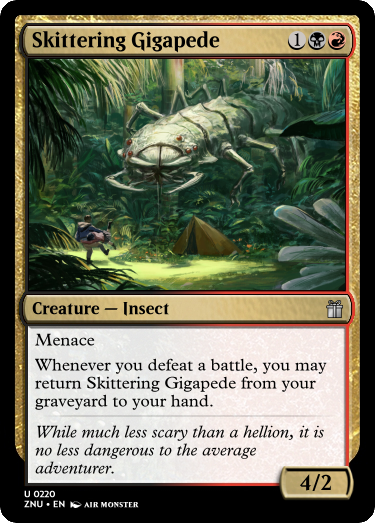 Skittering Gigapede 1
Creature — Insect
Menace
Whenever you defeat a battle, you may
return Skittering Gigapede from your
graveyard to your hand.
While much less scary than a hellion, it is
no less dangerous to the average
adventurer.
4/2
U 0220
ZNU • EN AIR MONSTER